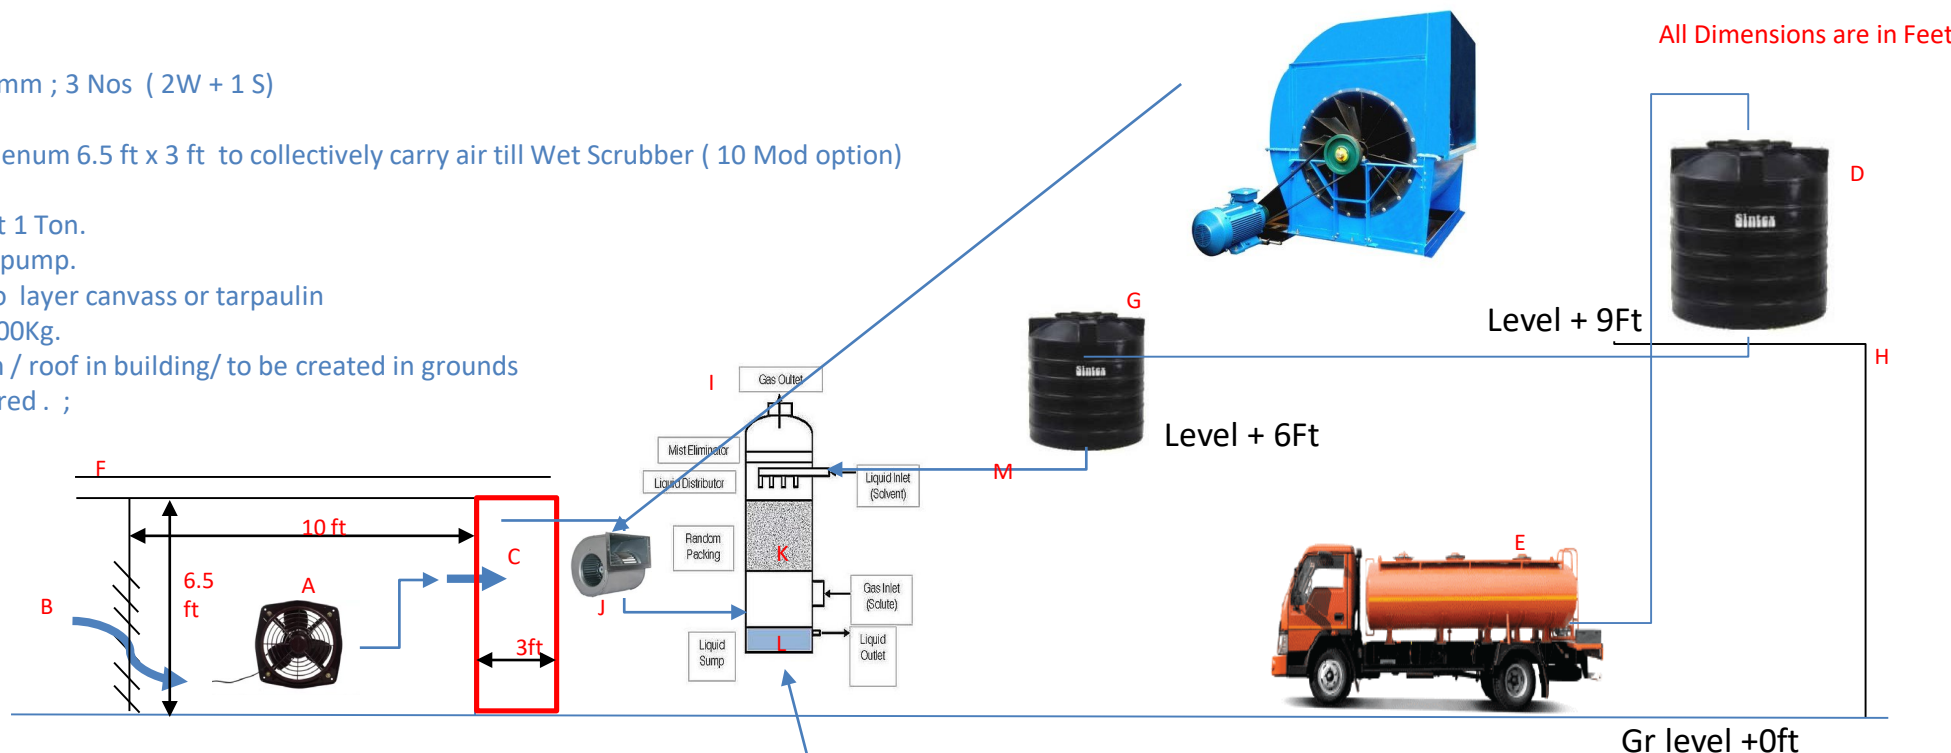 All Dimensions are in Feet
mm ; 3 Nos ( 2W + 1 S)
enum 6.5 ft x 3 ft to collectively carry air till Wet Scrubber ( 10 Mod option)
t 1 Ton.
pump.
layer canvass or tarpaulin
00Kg.
/ roof in building/ to be created in grounds
red . ;
D
Sintex
G
Level + 9Ft
H
Sintex
I
Gas Oultet
Level + 6Ft
Mist Eliminator
F
M
Liquid Distributor
Liquid Inlet
(Solvent)
10 ft
Random
Packing
K
E
C
6.5
ft
A
B
J
Gas Inlet
(Solute)
3ft
Liquid
Sump
L
Liquid
Outlet
Gr level +0ft